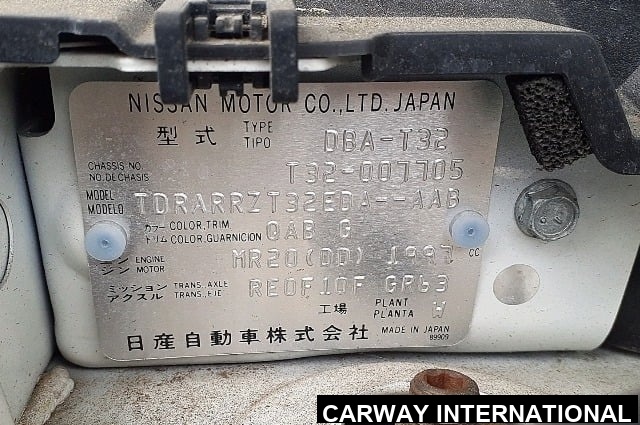 NISSAN MOTOR CO.,LTD. JAPAN
型式 TYPE TIPO DBA-T32
CHASSIS NO. NO. DE CHASIS T32-007705
MODEL MODELO TDRARRZT32EDA--AAB
カラー COLOR,TRIM トリム COLOR,GUARNICION QAB G
エンジン ENGINE MOTOR MR20(DD) 1997 CC
ミッション アクスル TRANS.,AXLE TRANS.,EJE RE0F10F GR63
工場 PLANT PLANTA W
日産自動車株式会社 MADE IN JAPAN
89909
CARWAY INTERNATIONAL